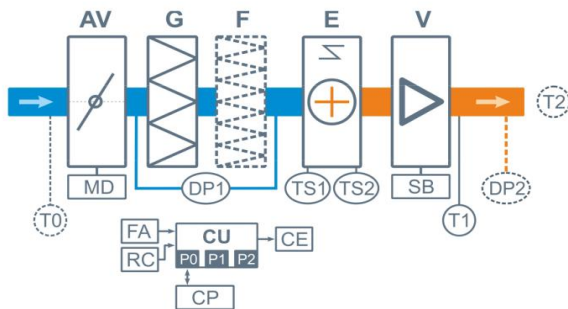 AV G F E V
T2
MD DP1 TS1 TS2 SB DP2
T0 T1
FA CU CE
RC P0 P1 P2
CP